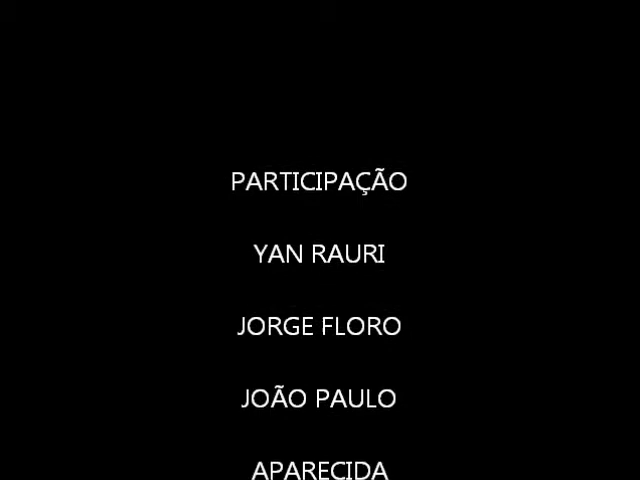 PARTICIPAÇÃO
YAN RAURI
JORGE FLORO
JOÃO PAULO
APARECIDA